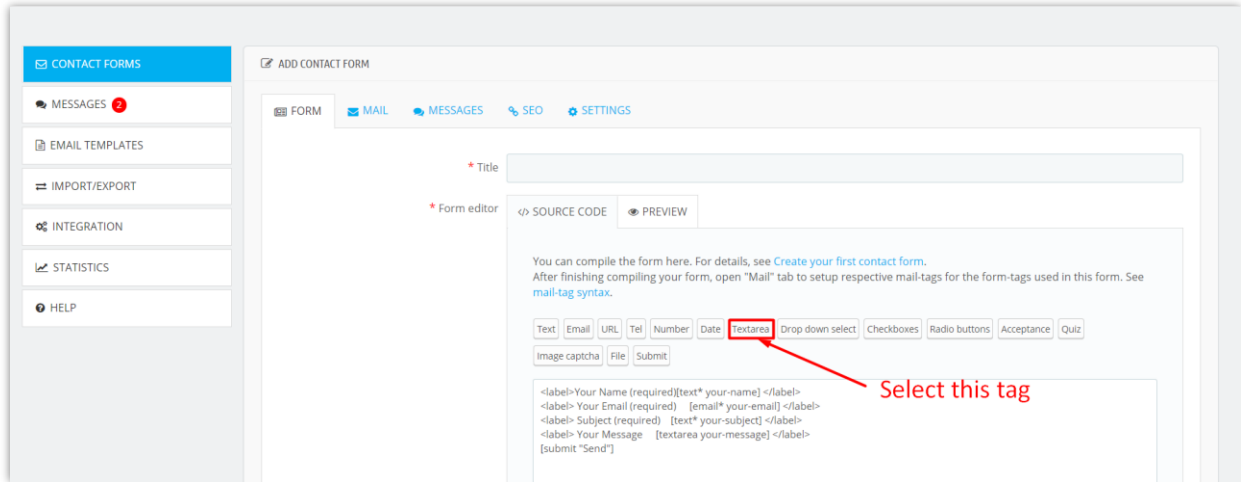 CONTACT FORMS
MESSAGES 2
EMAIL TEMPLATES
IMPORT/EXPORT
INTEGRATION
STATISTICS
HELP
ADD CONTACT FORM
FORM MAIL MESSAGES SEO SETTINGS
* Title
* Form editor
</> SOURCE CODE PREVIEW
You can compile the form here. For details, see Create your first contact form.
After finishing compiling your form, open "Mail" tab to setup respective mail-tags for the form-tags used in this form. See
mail-tag syntax.
Text Email URL Tel Number Date Textarea Drop down select Checkboxes Radio buttons Acceptance Quiz
Image captcha File Submit
Select this tag
<label>Your Name (required)[text* your-name] </label>
<label> Your Email (required) [email* your-email] </label>
<label> Subject (required) [text* your-subject] </label>
<label> Your Message [textarea your-message] </label>
[submit "Send"]